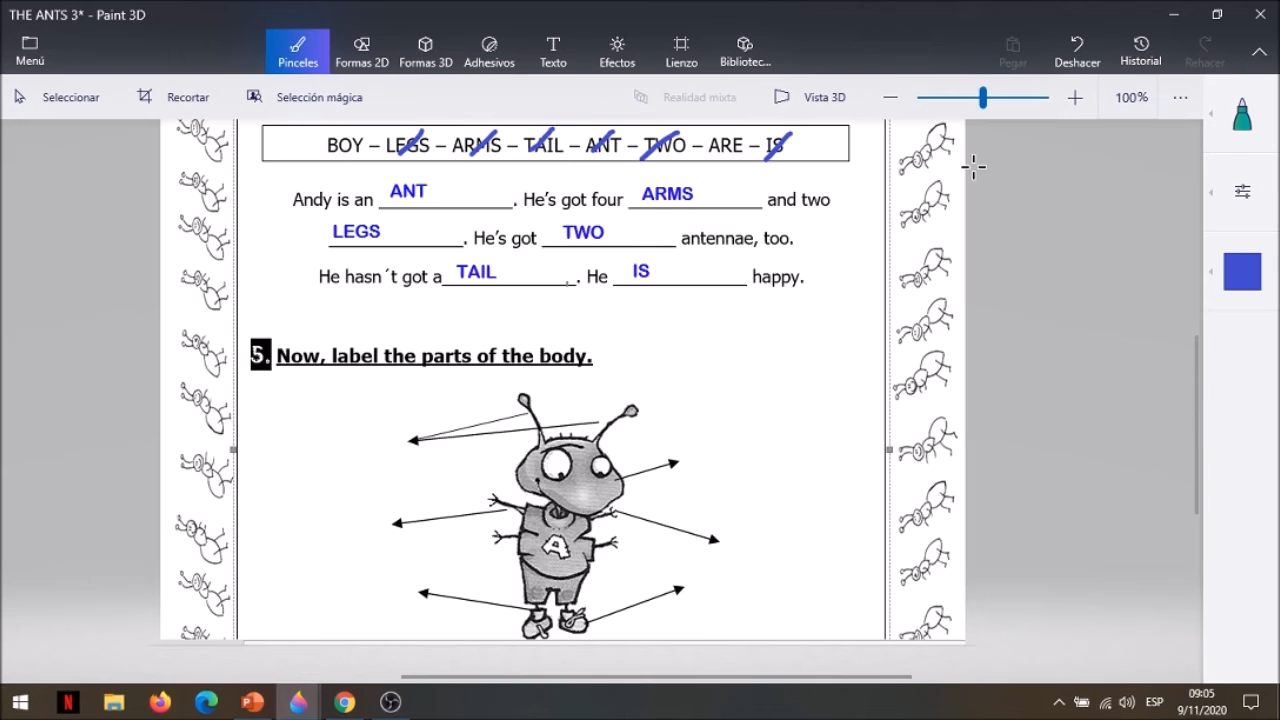 THE ANTS 3* - Paint 3D
Menú
Pinceles
Formas 2D
Formas 3D
Adhesivos
Texto
Efectos
Lienzo
Bibliotec...
Pegar
Deshacer
Historial
Rehacer
Seleccionar
Recortar
Selección mágica
Realidad mixta
Vista 3D
100%
BOY – LEGS – ARMS – TAIL – ANT – TWO – ARE – IS
Andy is an ANT. He's got four ARMS and two
LEGS. He's got TWO antennae, too.
He hasn´t got a TAIL. He IS happy.
5. Now, label the parts of the body.
A
N
ESP
09:05
9/11/2020